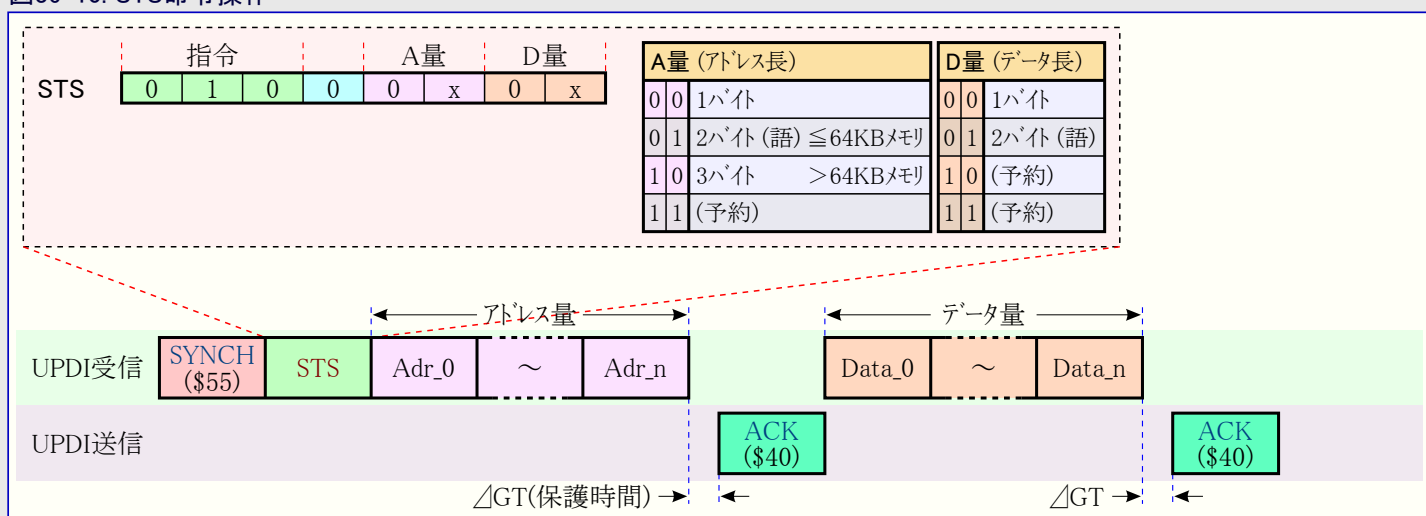 指令 A量 D量
STS 0 1 0 0 0 x 0 x
A量 (アドレス長)
0 0 1バイト
0 1 2バイト (語) ≦64KBメモリ
1 0 3バイト >64KBメモリ
1 1 (予約)
D量 (データ長)
0 0 1バイト
0 1 2バイト (語)
1 0 (予約)
1 1 (予約)
アドレス量 データ量
UPDI受信 SYNCH ($55) STS Adr_0 ～ Adr_n Data_0 ～ Data_n
UPDI送信 ACK ($40) ACK ($40)
⊿GT(保護時間) ⊿GT